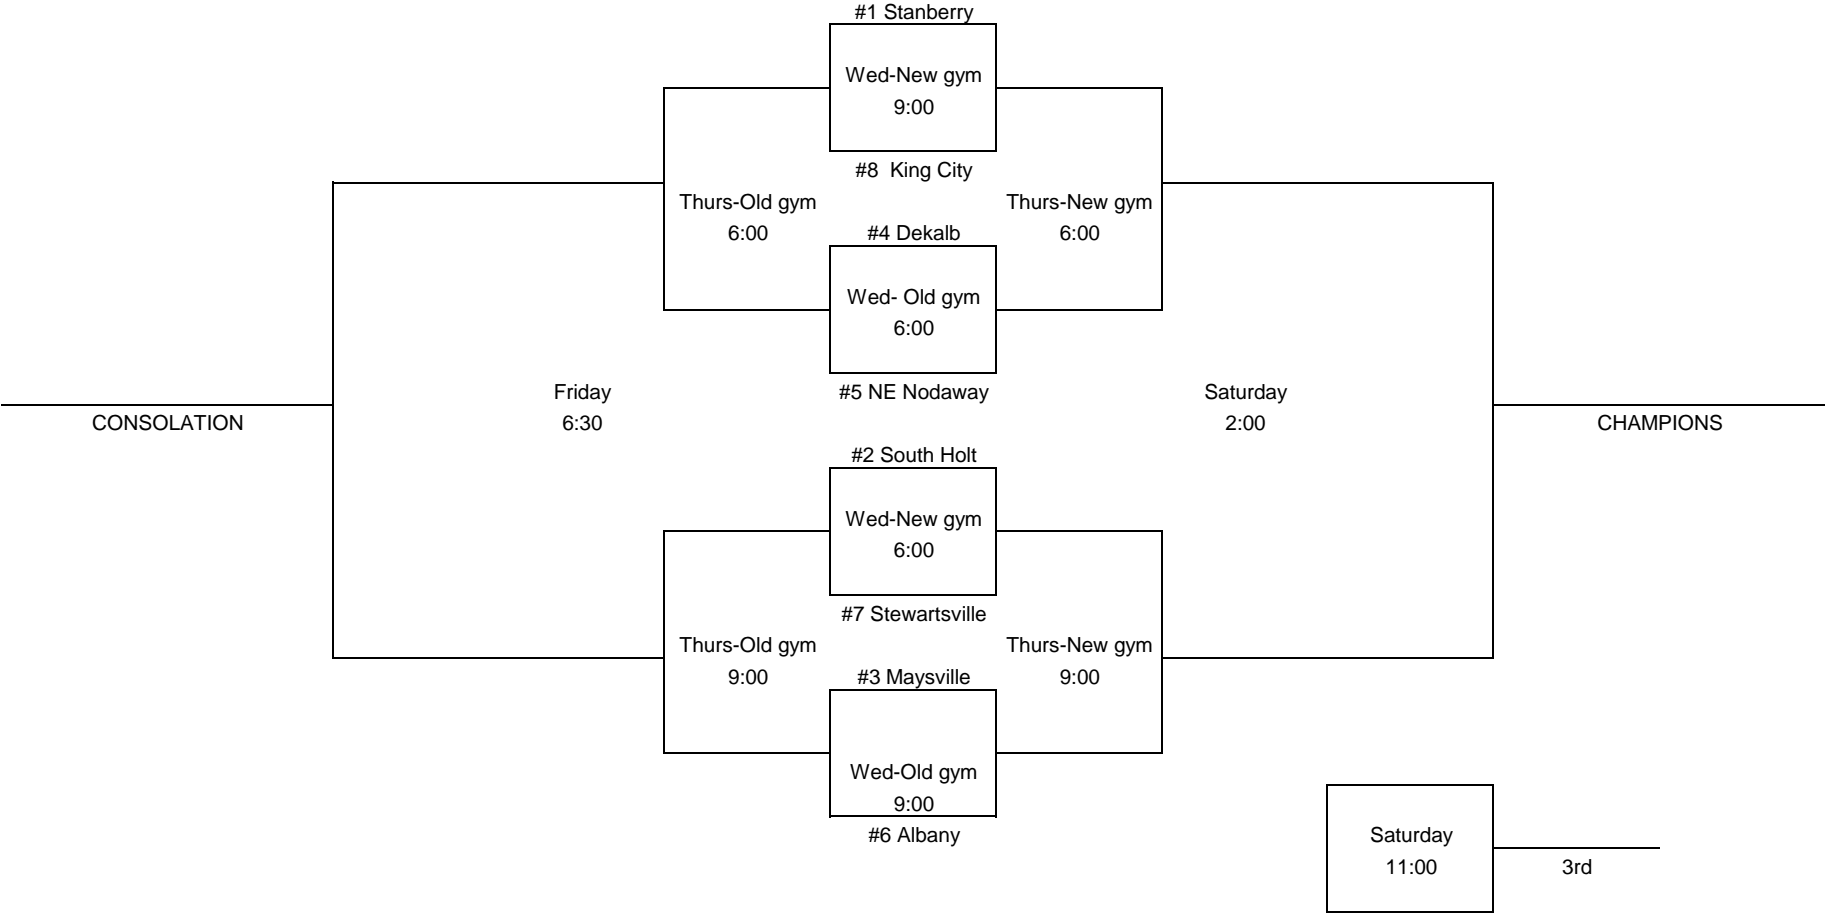 #1 Stanberry
Wed-New gym
9:00
#8  King City
Thurs-Old gym
6:00
Thurs-New gym
6:00
#4 Dekalb
Wed- Old gym
6:00
#5 NE Nodaway
Friday
6:30
Saturday
2:00
CONSOLATION
CHAMPIONS
#2 South Holt
Wed-New gym
6:00
#7 Stewartsville
Thurs-Old gym
9:00
Thurs-New gym
9:00
#3 Maysville
Wed-Old gym
9:00
#6 Albany
Saturday
11:00
3rd